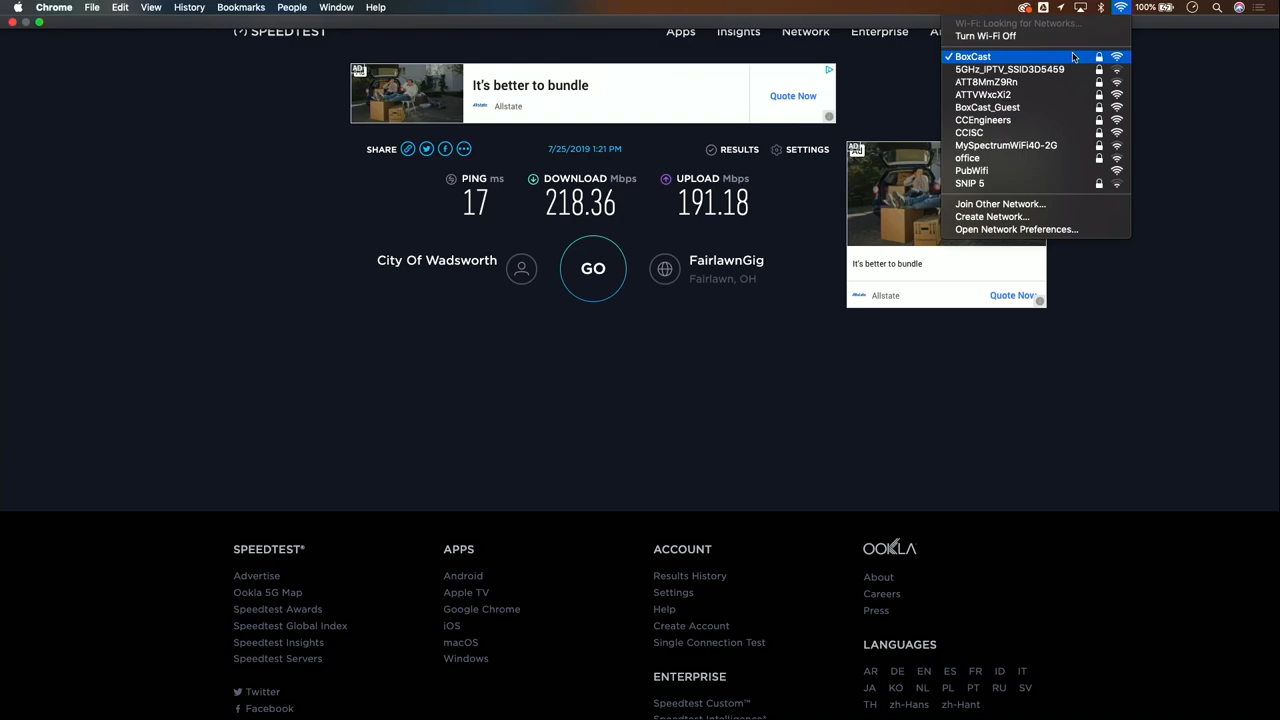 Chrome File Edit View History Bookmarks People Window Help
100%
Wi-Fi: Looking for Networks...
Turn Wi-Fi Off
BoxCast
5GHz_IPTV_SSID3D5459
ATT8MmZ9Rn
ATTVWxcXi2
BoxCast_Guest
CCEngineers
CCISC
MySpectrumWiFi40-2G
office
PubWifi
SNIP 5
Join Other Network...
Create Network...
Open Network Preferences...
SPEEDTEST
Apps Insights Network Enterprise
AD
It's better to bundle
Allstate
Quote Now
SHARE
7/25/2019 1:21 PM
RESULTS SETTINGS
PING ms
17
DOWNLOAD Mbps
218.36
UPLOAD Mbps
191.18
City Of Wadsworth
GO
FairlawnGig
Fairlawn, OH
AD
It's better to bundle
Allstate
Quote Now
SPEEDTEST®
Advertise
Ookla 5G Map
Speedtest Awards
Speedtest Global Index
Speedtest Insights
Speedtest Servers
Twitter
Facebook
APPS
Android
Apple TV
Google Chrome
iOS
macOS
Windows
ACCOUNT
Results History
Settings
Help
Create Account
Single Connection Test
ENTERPRISE
Speedtest Custom™
Speedtest Intelligence®
OOKLA
About
Careers
Press
LANGUAGES
AR DE EN ES FR ID IT
JA KO NL PL PT RU SV
TH zh-Hans zh-Hant